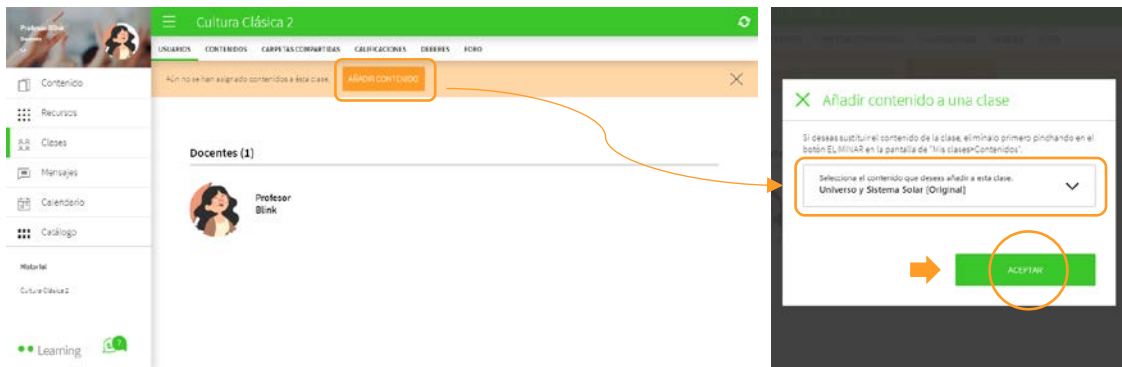 Profesor Blink
Cultura Clásica 2
USUARIOS CONTENIDOS CARPETAS COMPARTIDAS CALIFICACIONES DEBERES FORO
Aún no se han asignado contenidos a esta clase. AÑADIR CONTENIDO
Contenido
Recursos
Clases
Mensajes
Calendario
Catálogo
Historial
Cultura Clásica 2
Learning
?
Docentes (1)
Profesor
Blink
Añadir contenido a una clase
Si deseas sustituir el contenido de la clase, elimínalo primero pinchando en el
botón ELIMINAR en la pantalla de "Mis clases>Contenidos".
Selecciona el contenido que deseas añadir a esta clase.
Universo y Sistema Solar [Original]
ACEPTAR